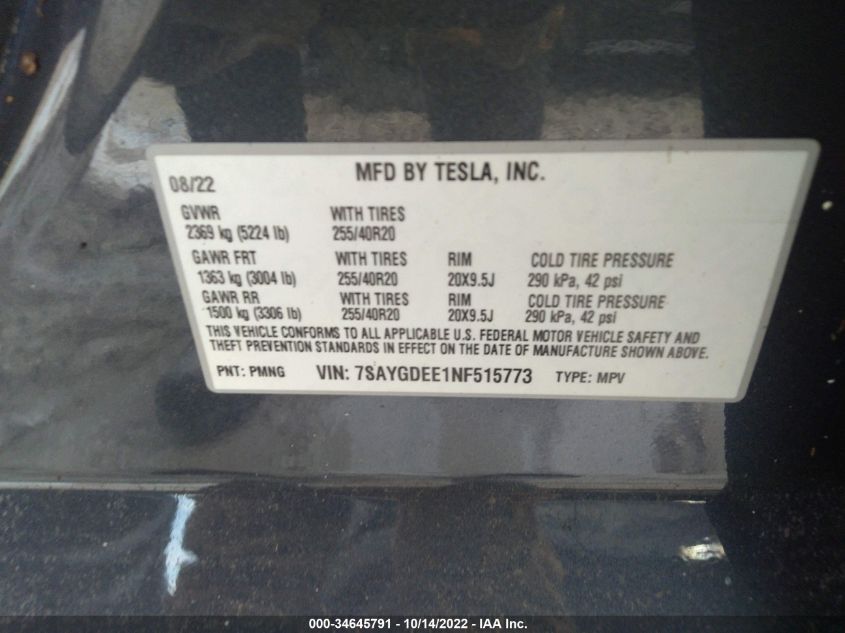 MFD BY TESLA, INC.
08/22
GVWR WITH TIRES
2369 kg (5224 lb) 255/40R20
GAWR FRT WITH TIRES RIM COLD TIRE PRESSURE
1363 kg (3004 lb) 255/40R20 20X9.5J 290 kPa, 42 psi
GAWR RR WITH TIRES RIM COLD TIRE PRESSURE
1500 kg (3306 lb) 255/40R20 20X9.5J 290 kPa, 42 psi
THIS VEHICLE CONFORMS TO ALL APPLICABLE U.S. FEDERAL MOTOR VEHICLE SAFETY AND
THEFT PREVENTION STANDARDS IN EFFECT ON THE DATE OF MANUFACTURE SHOWN ABOVE.
PNT: PMNG VIN: 7SAYGDEE1NF515773 TYPE: MPV
000-34645791 - 10/14/2022 - IAA Inc.